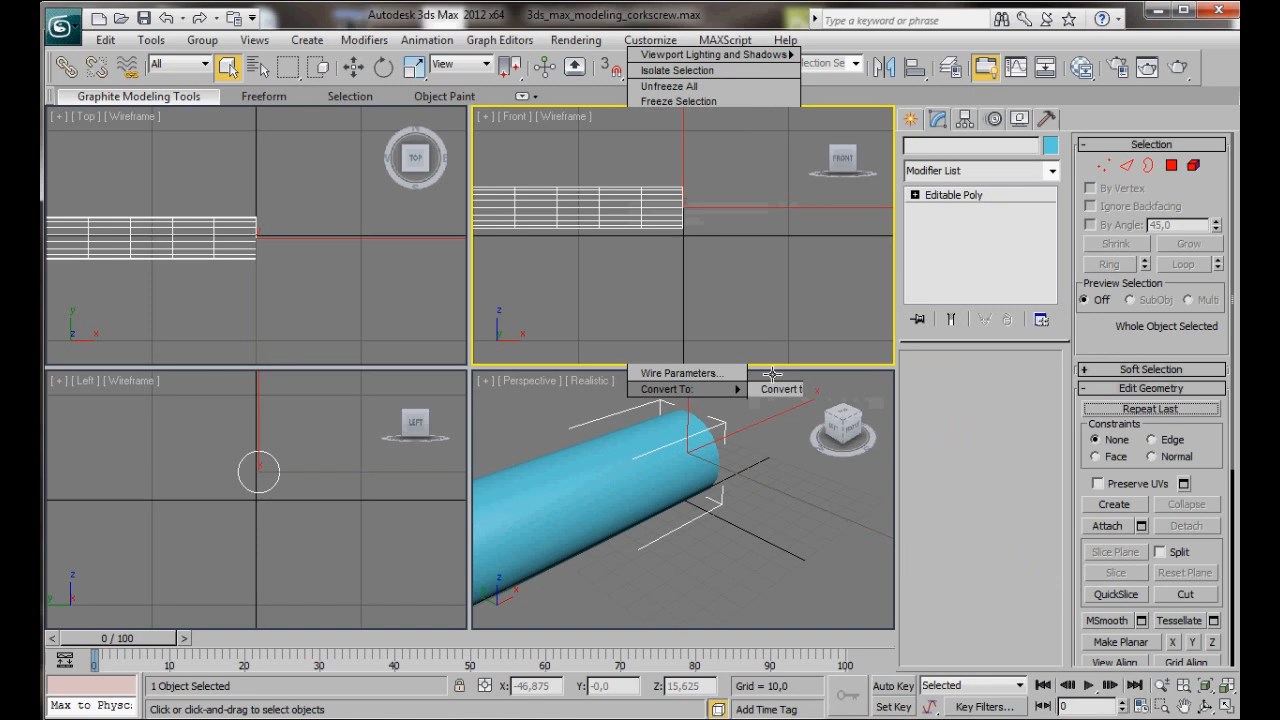 Autodesk 3ds Max 2012 x64 3ds_max_modeling_corkscrew.max
Type a keyword or phrase
Edit Tools Group Views Create Modifiers Animation Graph Editors Rendering Customize MAXScript Help
Viewport Lighting and Shadows
Isolate Selection
Unfreeze All
Freeze Selection
All
View
3
lection Se
Graphite Modeling Tools Freeform Selection Object Paint
[ + ] [ Top ] [ Wireframe ]
TOP
[ + ] [ Front ] [ Wireframe ]
FRONT
y
z x
z
x
[ + ] [ Left ] [ Wireframe ]
LEFT
z
y x
[ + ] [ Perspective ] [ Realistic ]
Wire Parameters...
Convert To: Convert t
x
z
x
Modifier List
Editable Poly
- Selection
By Vertex
Ignore Backfacing
By Angle: 45,0
Shrink Grow
Ring Loop
Preview Selection
Off SubObj Multi
Whole Object Selected
+ Soft Selection
- Edit Geometry
Repeat Last
Constraints
None Edge
Face Normal
Preserve UVs
Create Collapse
Attach Detach
Slice Plane Split
Slice Reset Plane
QuickSlice Cut
MSmooth Tessellate
Make Planar X Y Z
View Align Grid Align
< 0 / 100 >
0 10 20 30 40 50 60 70 80 90 100
1 Object Selected X: -46,875 Y: -0,0 Z: 15,625 Grid = 10,0 Auto Key Selected
Max to Physc: Click or click-and-drag to select objects Add Time Tag Set Key Key Filters... 0